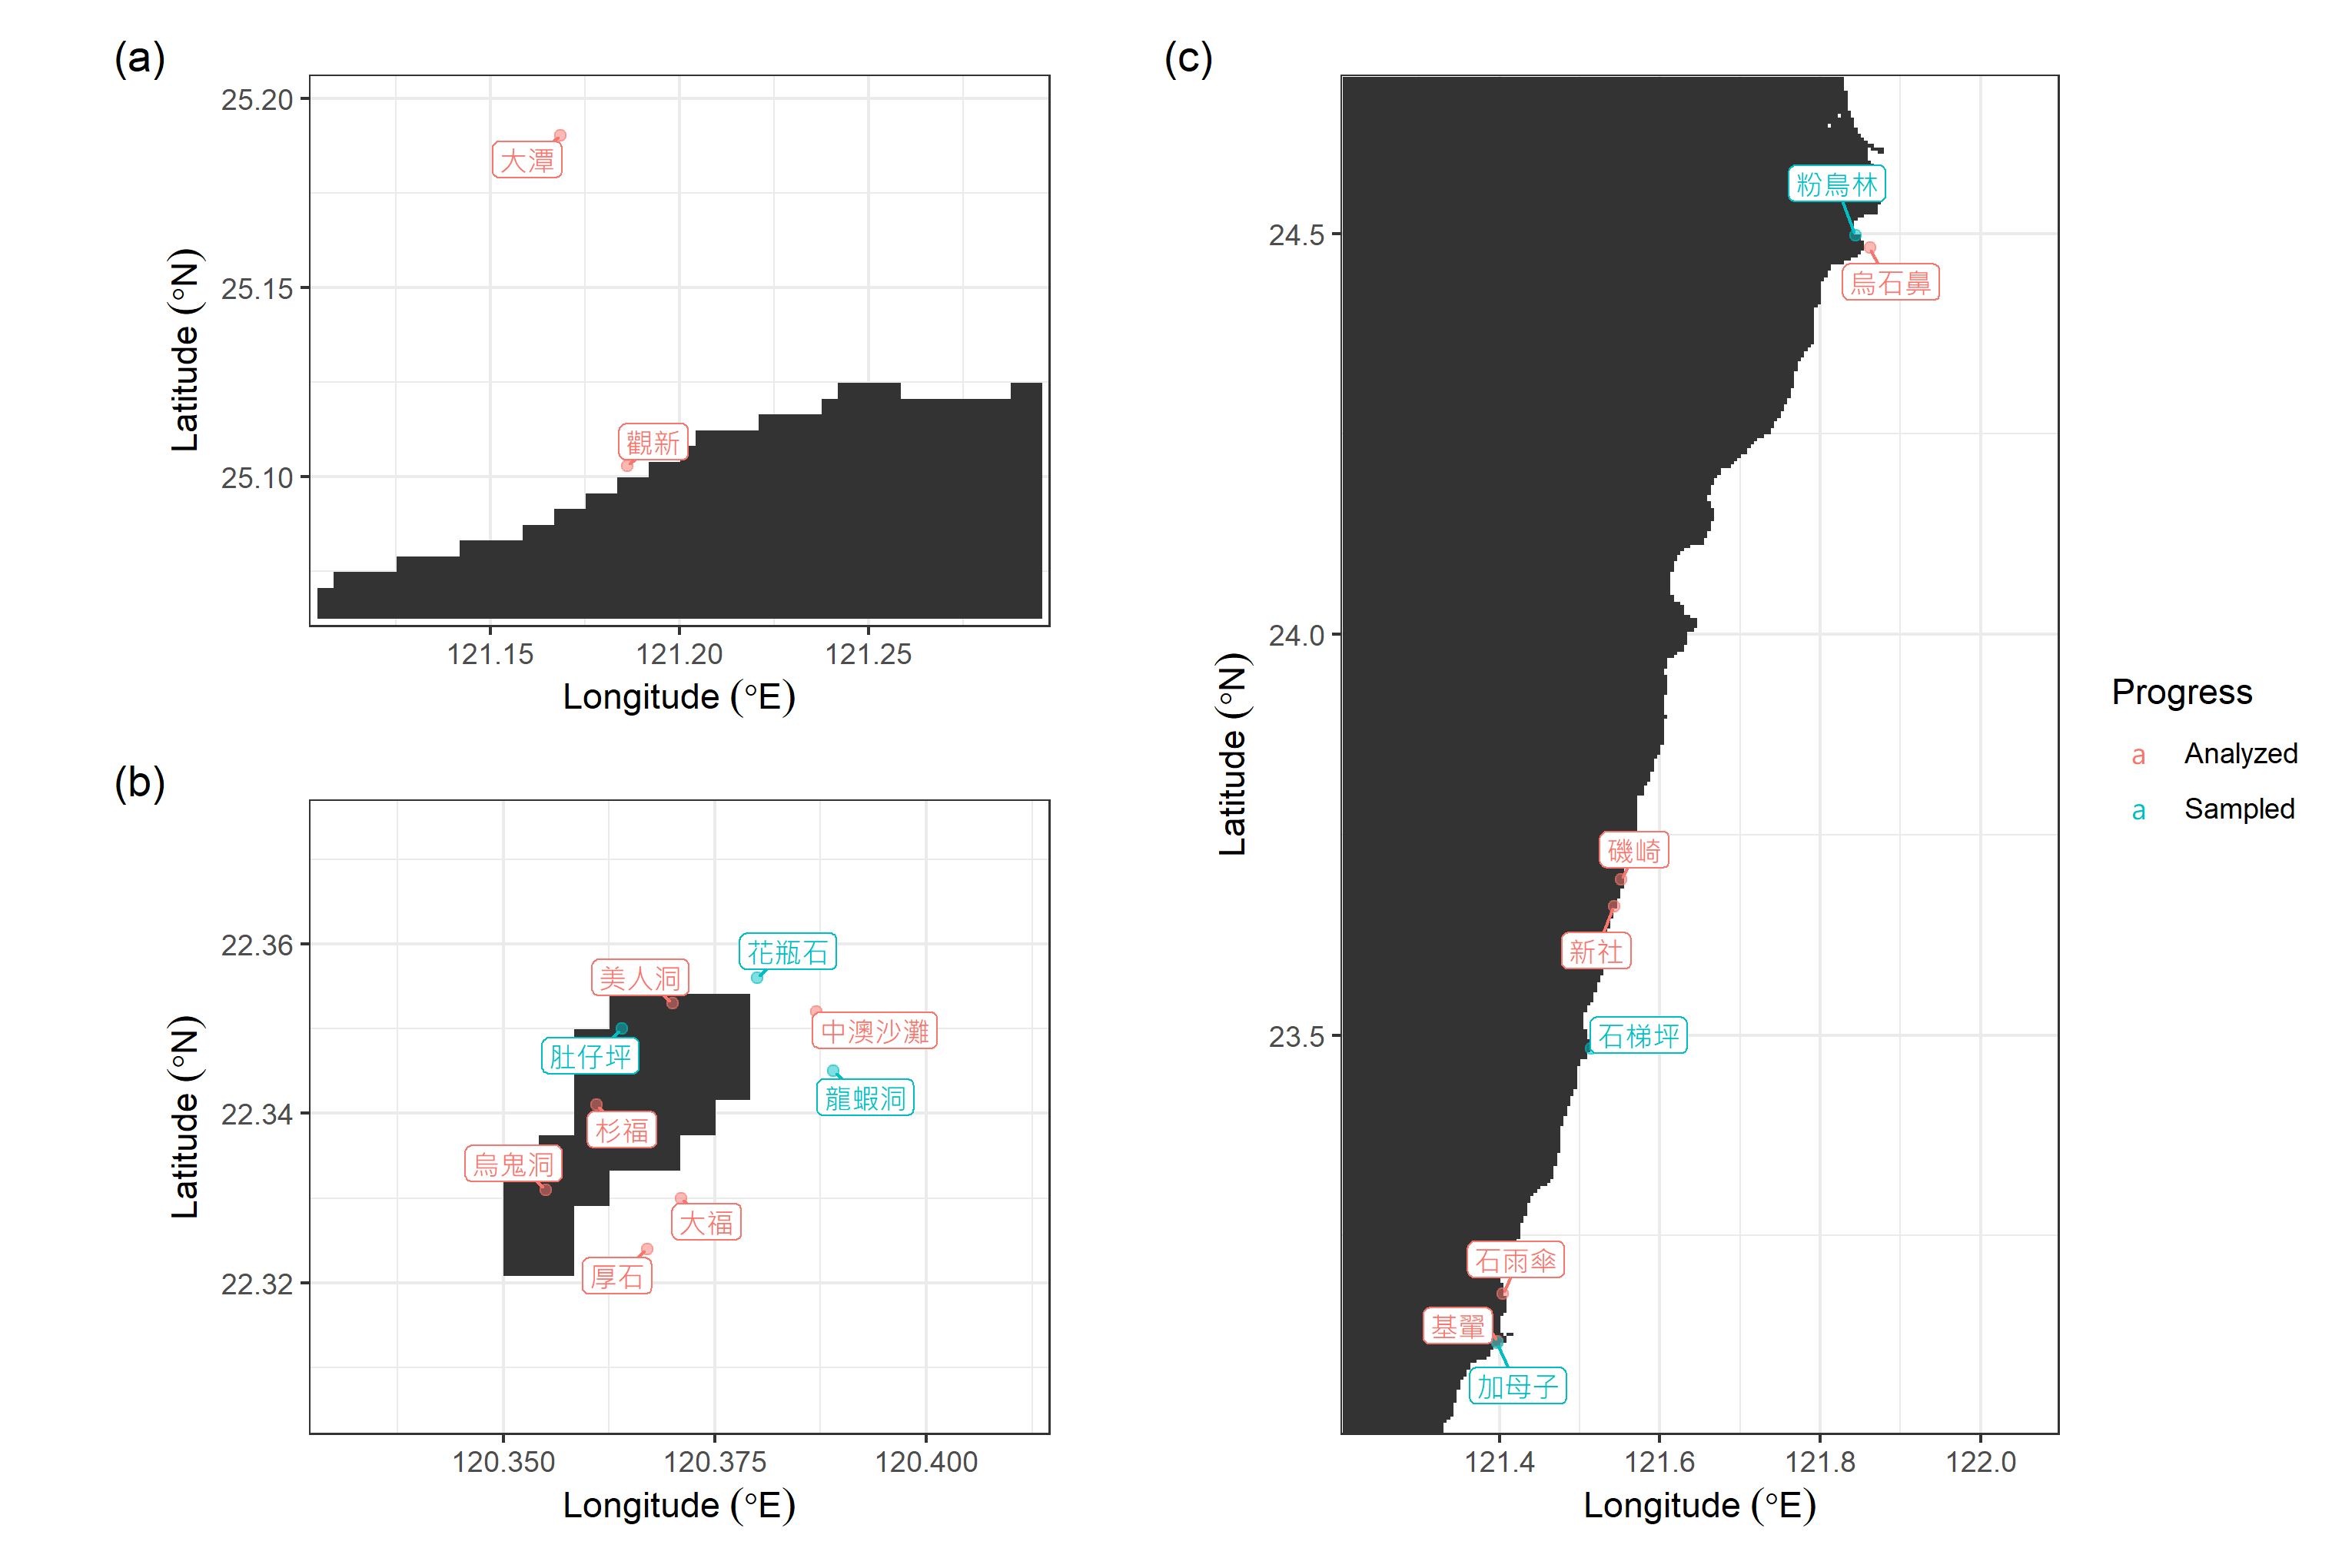 (a)
25.20
25.15
25.10
Latitude (°N)
大潭
觀新
121.15 121.20 121.25
Longitude (°E)
(b)
22.36
22.34
22.32
Latitude (°N)
花瓶石
美人洞
中澳沙灘
肚仔坪
龍蝦洞
杉福
烏鬼洞
大福
厚石
120.350 120.375 120.400
Longitude (°E)
(c)
24.5
24.0
23.5
Latitude (°N)
粉鳥林
烏石鼻
磯崎
新社
石梯坪
石雨傘
基翬
加母子
121.4 121.6 121.8 122.0
Longitude (°E)
Progress
a Analyzed
a Sampled